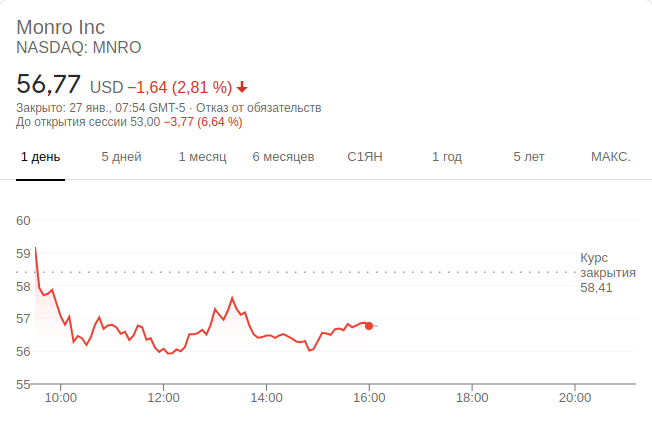 Monro Inc
NASDAQ: MNRO
56,77 USD −1,64 (2,81 %)
Закрыто: 27 янв., 07:54 GMT-5 · Отказ от обязательств
До открытия сессии 53,00 −3,77 (6,64 %)
1 день 5 дней 1 месяц 6 месяцев С1ЯН 1 год 5 лет МАКС.
60
59
58
57
56
55
Курс
закрытия
58,41
10:00 12:00 14:00 16:00 18:00 20:00